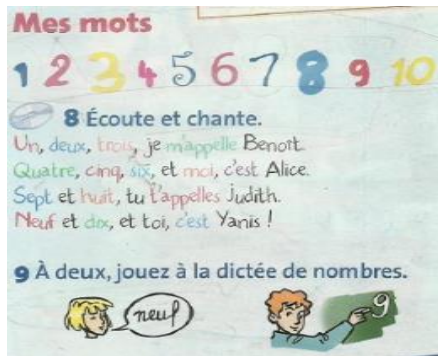 Mes mots
1 2 3 4 5 6 7 8 9 10
8 Écoute et chante.
Un, deux, trois, je m'appelle Benoît.
Quatre, cinq, six, et moi, c'est Alice.
Sept et huit, tu t'appelles Judith.
Neuf et dix, et toi, c'est Yanis !
9 À deux, jouez à la dictée de nombres.
neuf
9